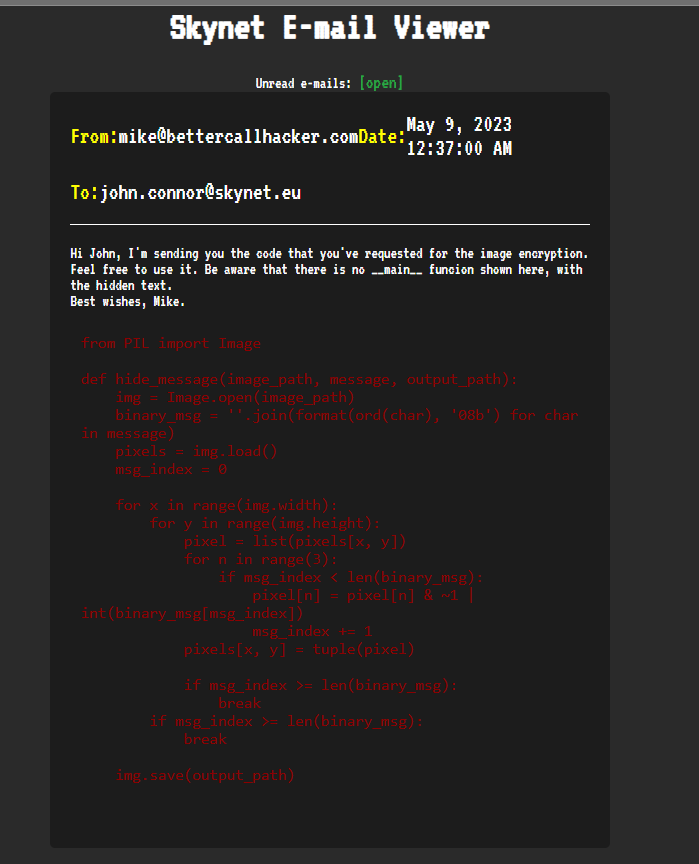 Skynet E-mail Viewer
Unread e-mails: [open]
From:mike@bettercallhacker.comDate:May 9, 2023
12:37:00 AM
To:john.connor@skynet.eu
Hi John, I'm sending you the code that you've requested for the image encryption.
Feel free to use it. Be aware that there is no __main__ funcion shown here, with
the hidden text.
Best wishes, Mike.
from PIL import Image
def hide_message(image_path, message, output_path):
    img = Image.open(image_path)
    binary_msg = ''.join(format(ord(char), '08b') for char
in message)
    pixels = img.load()
    msg_index = 0
    for x in range(img.width):
        for y in range(img.height):
            pixel = list(pixels[x, y])
            for n in range(3):
                if msg_index < len(binary_msg):
                    pixel[n] = pixel[n] & ~1 |
int(binary_msg[msg_index])
                    msg_index += 1
            pixels[x, y] = tuple(pixel)
            if msg_index >= len(binary_msg):
                break
        if msg_index >= len(binary_msg):
            break
    img.save(output_path)